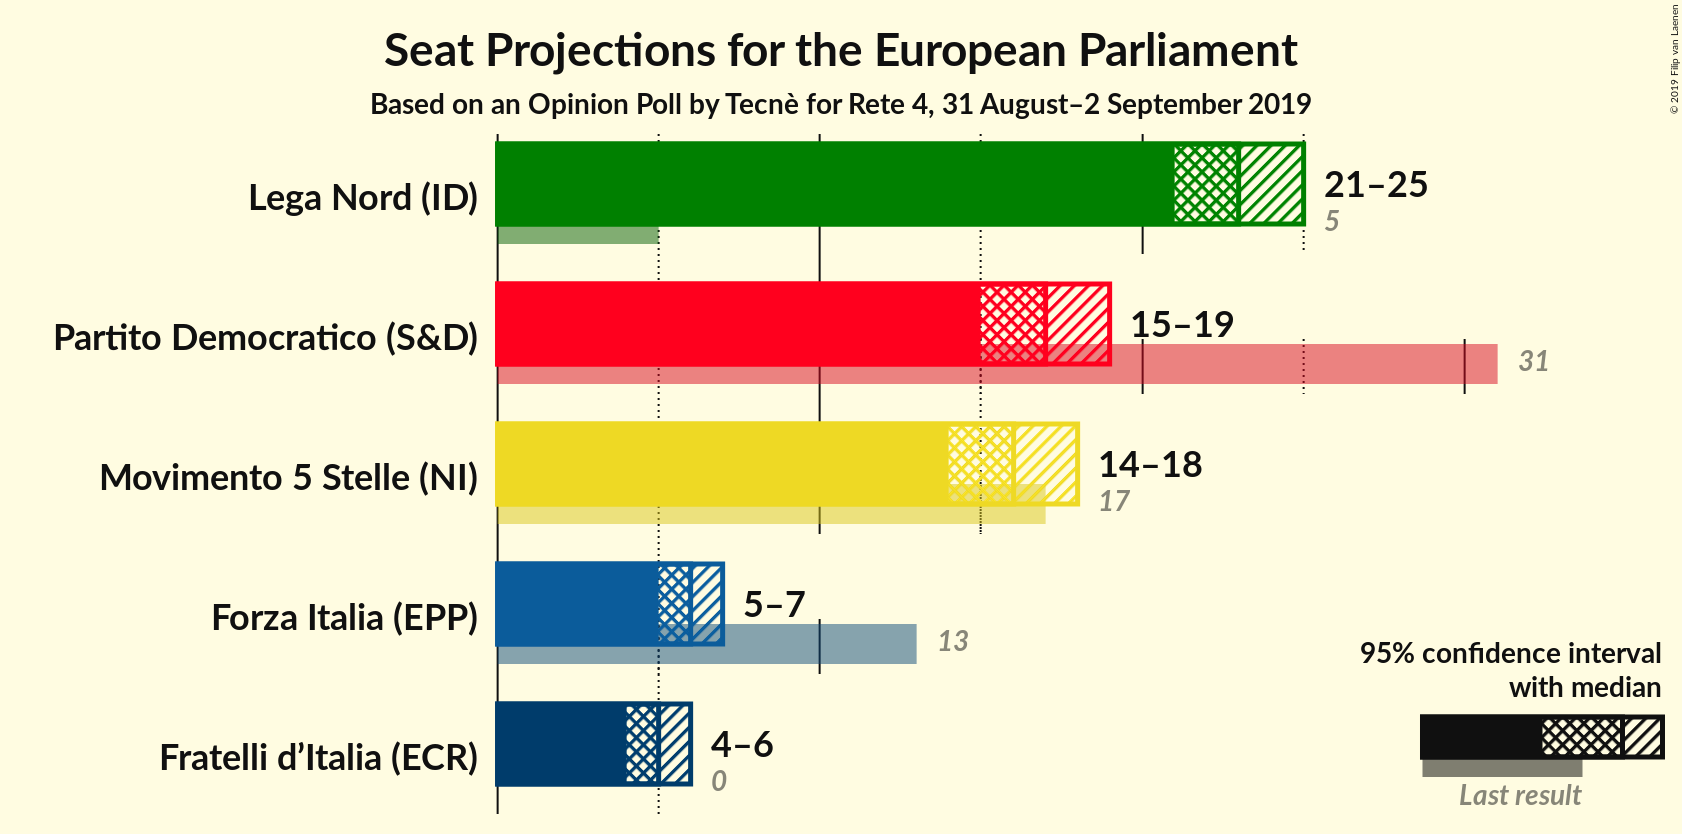 Seat Projections for the European Parliament
Based on an Opinion Poll by Tecnè for Rete 4, 31 August–2 September 2019
© 2019 Filip van Laenen
Lega Nord (ID)
21–25
5
Partito Democratico (S&D)
15–19
31
Movimento 5 Stelle (NI)
14–18
17
Forza Italia (EPP)
5–7
13
Fratelli d’Italia (ECR)
4–6
0
95% confidence interval
with median
Last result